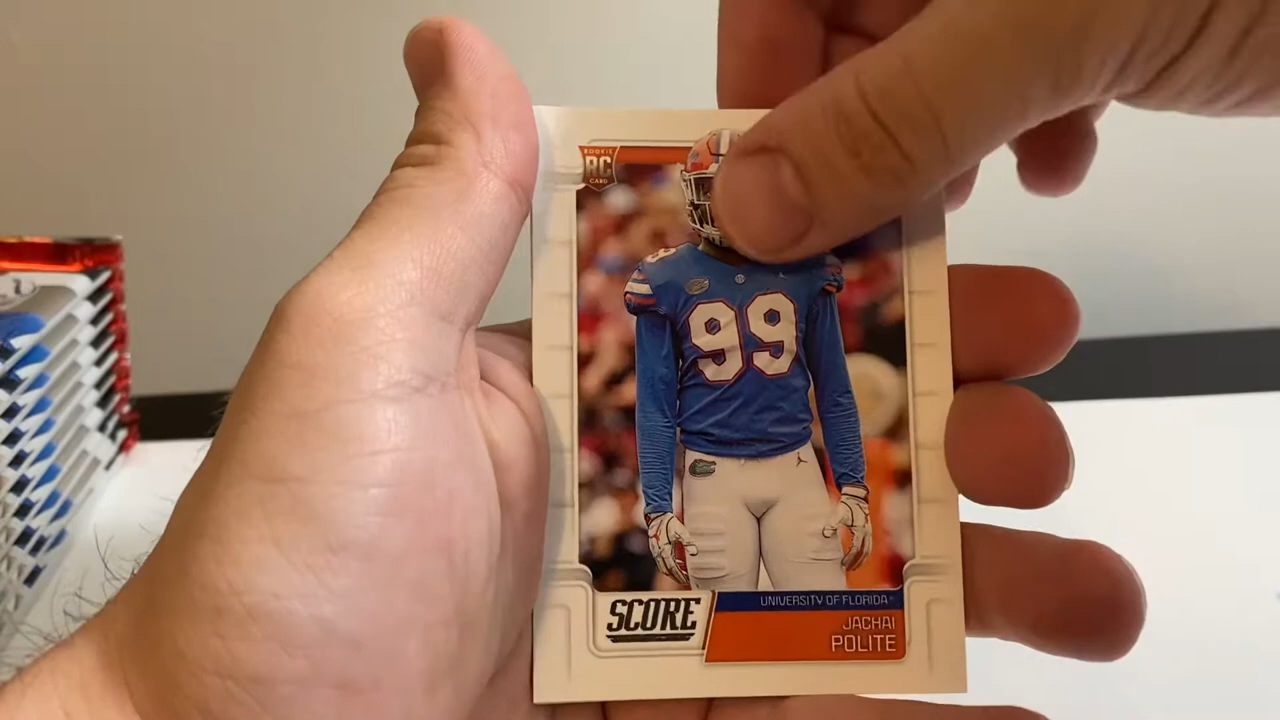 ROOKIE
RC
CARD
99
SCORE
UNIVERSITY OF FLORIDA
JACHAI
POLITE